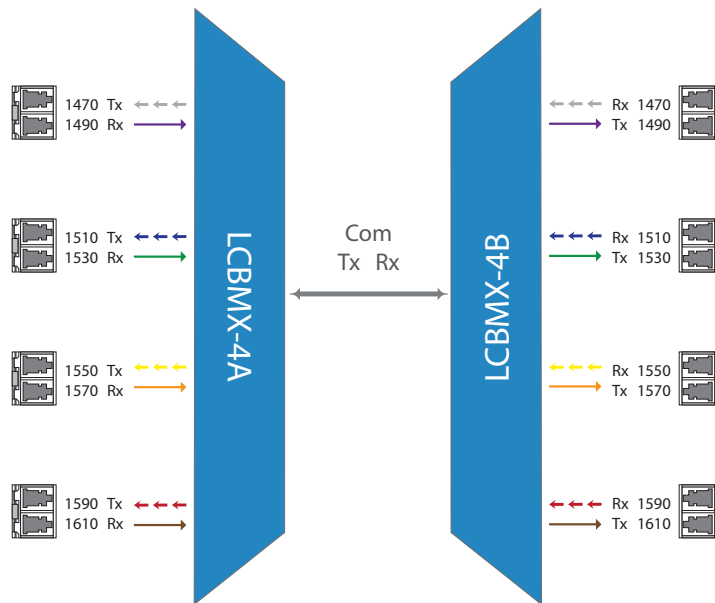 1470 Tx
1490 Rx
1510 Tx
1530 Rx
1550 Tx
1570 Rx
1590 Tx
1610 Rx
LCBMX-4A
Com
Tx Rx
LCBMX-4B
Rx 1470
Tx 1490
Rx 1510
Tx 1530
Rx 1550
Tx 1570
Rx 1590
Tx 1610